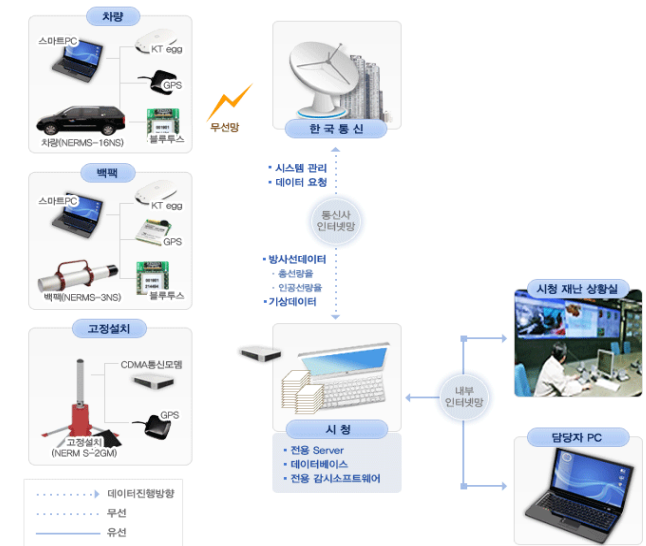 차량
스마트PC
KT egg
GPS
차량(NERMS-16NS)
블루투스
무선망
한국통신
백팩
스마트PC
KT egg
GPS
백팩(NERMS-3NS)
블루투스
시스템 관리
데이터 요청
통신사
인터넷망
방사선데이터
- 총선량율
- 인공선량율
기상데이터
고정설치
CDMA통신모뎀
GPS
고정설치
(NERM S-2GM)
시청
전용 Server
데이터베이스
전용 감시소프트웨어
내부
인터넷망
시청 재난 상황실
담당자 PC
데이터진행방향
무선
유선